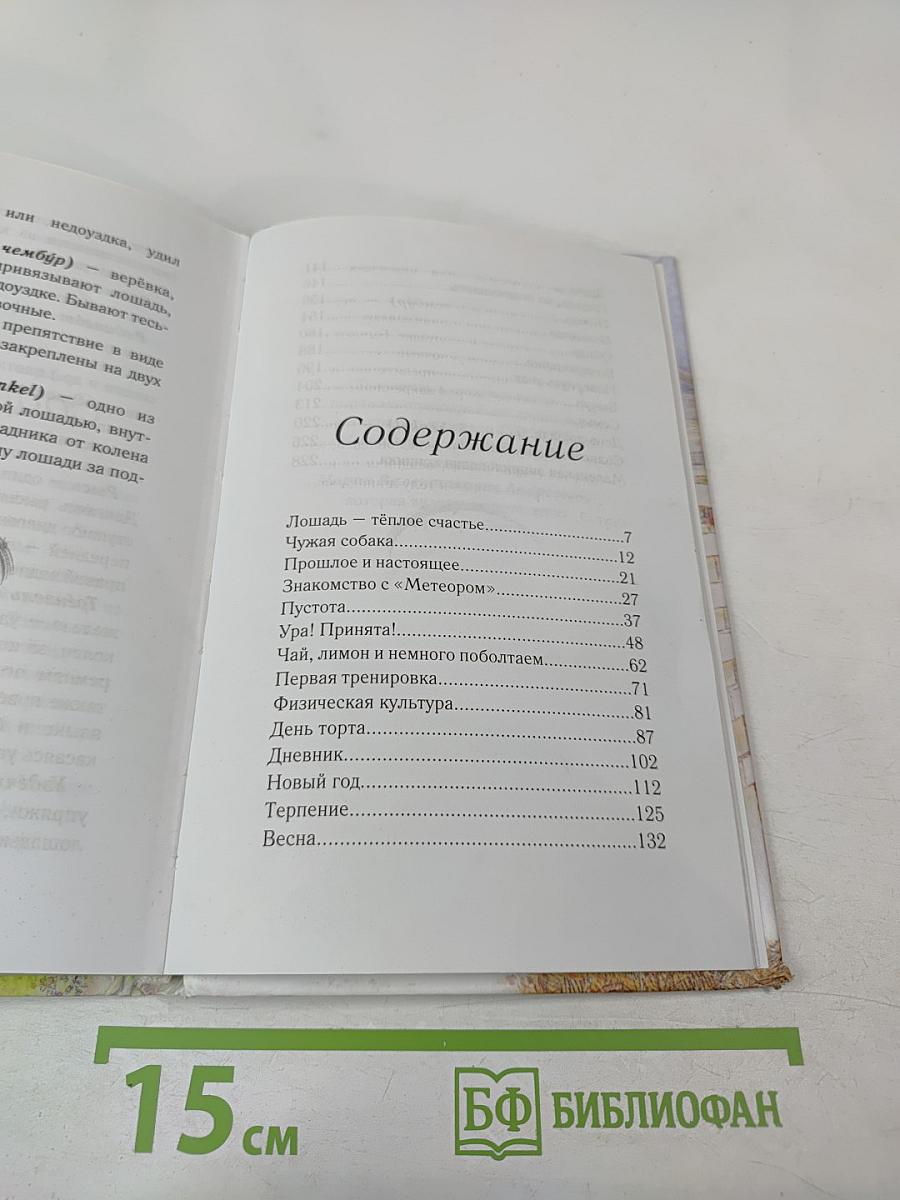 или недоуздка, удил
чембу́р) — верёвка,
привязывают лошадь,
доуздке. Бывают тесь-
вочные.
препятствие в виде
закреплены на двух
nkel) — одно из
ой лошадью, внут-
адника от колена
у лошади за под-
Содержание
Лошадь — тёплое счастье.....................7
Чужая собака.................................12
Прошлое и настоящее.......................21
Знакомство с «Метеором»...................27
Пустота......................................37
Ура! Принята!................................48
Чай, лимон и немного поболтаем............62
Первая тренировка...........................71
Физическая культура.........................81
День торта...................................87
Дневник.....................................102
Новый год...................................112
Терпение....................................125
Весна.......................................132
15 см
БФ БИБЛИОФАН